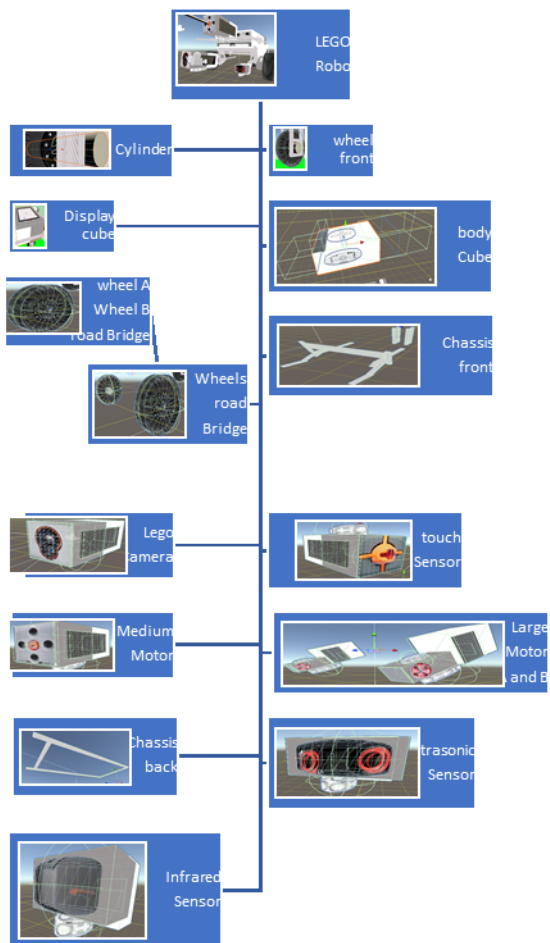 LEGO
Robo
Cylinder
wheel
front
Display
cube
body
Cube
wheel A
Wheel B
road Bridge
Chassis
front
Wheels
road
Bridge
Lego
Camera
touch
Sensor
Medium
Motor
Large
Motor
A and B
Chassis
back
trasonic
Sensor
Infrared
Sensor